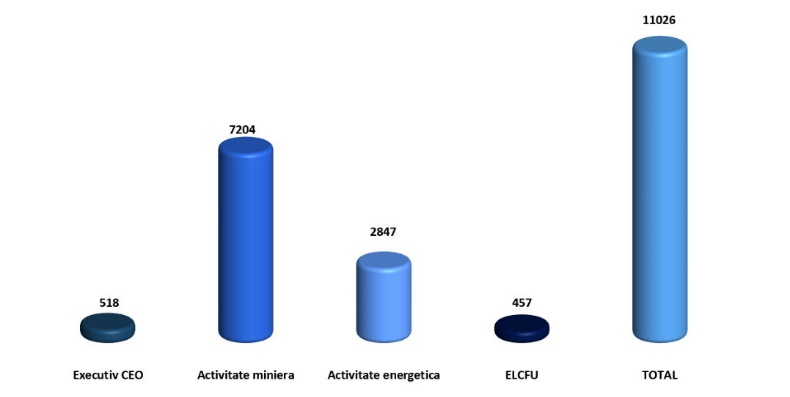 11026
7204
2847
518
457
Executiv CEO
Activitate miniera
Activitate energetica
ELCFU
TOTAL